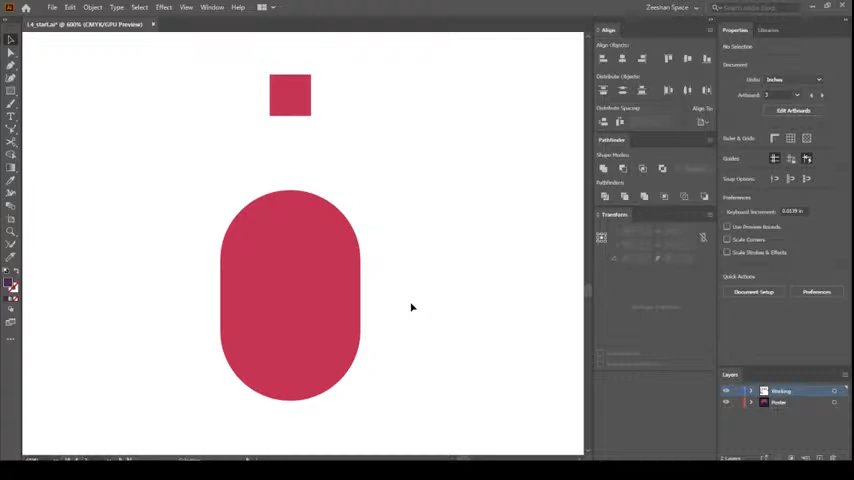 Ai File Edit Object Type Select Effect View Window Help
Zeeshan Space
L4_start.ai* @ 600% (CMYK/GPU Preview) ×
Align
Align Objects:
Distribute Objects:
Distribute Spacing:
Align To:
Pathfinder
Shape Modes:
Pathfinders:
Transform
Properties Libraries
No Selection
Document
Units: Inches
Artboard: 3
Edit Artboards
Ruler & Grids
Guides
Snap Options:
Preferences
Keyboard Increment: 0.0139 in
Use Preview Bounds
Scale Corners
Scale Strokes & Effects
Quick Actions
Document Setup Preferences
Layers
Working
Poster
2 Layers